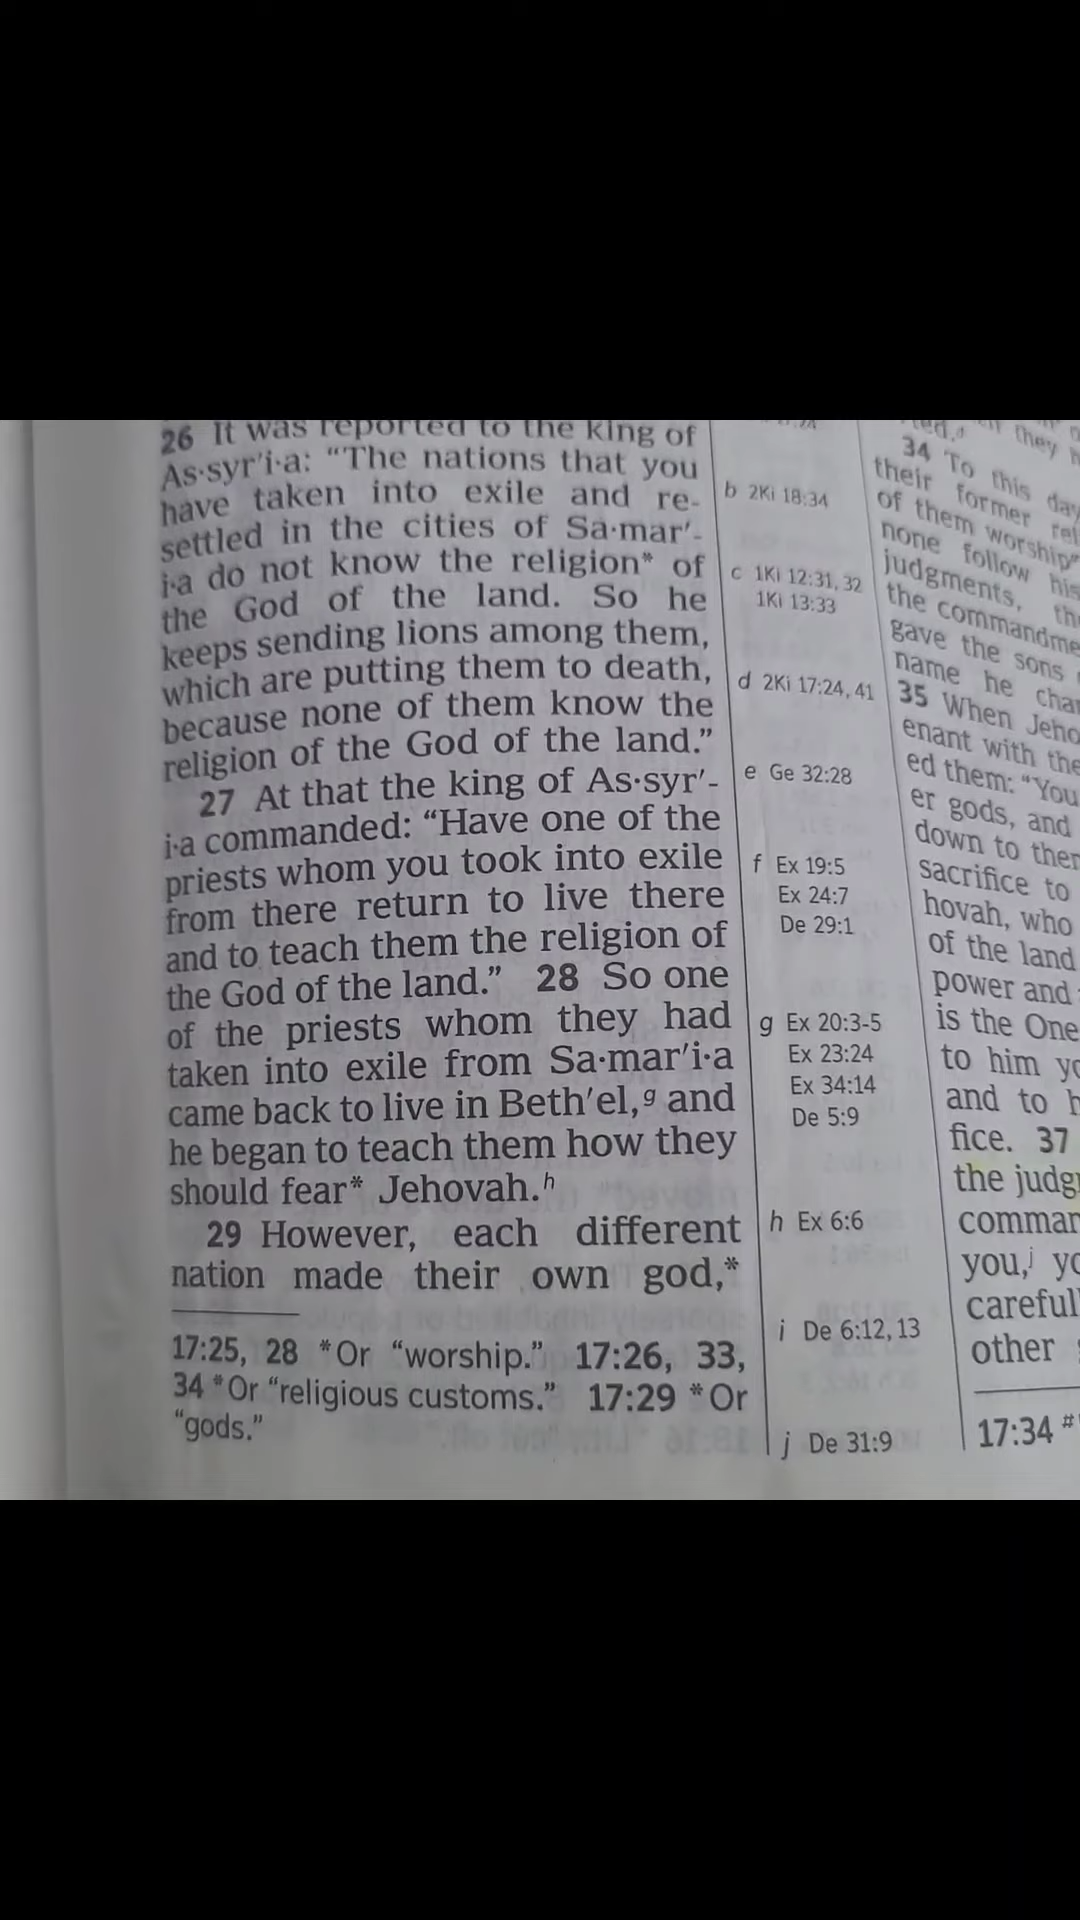 26 It was reported to the king of
As·syr′i·a: “The nations that you
have taken into exile and re-
settled in the cities of Sa·mar′-
i·a do not know the religion* of
the God of the land. So he
keeps sending lions among them,
which are putting them to death,
because none of them know the
religion of the God of the land.”
27 At that the king of As·syr′-
i·a commanded: “Have one of the
priests whom you took into exile
from there return to live there
and to teach them the religion of
the God of the land.” 28 So one
of the priests whom they had
taken into exile from Sa·mar′i·a
came back to live in Beth′el,g and
he began to teach them how they
should fear* Jehovah.h
29 However, each different
nation made their own god,*
17:25, 28 *Or “worship.” 17:26, 33,
34 *Or “religious customs.” 17:29 *Or
“gods.”
b 2Ki 18:34
c 1Ki 12:31, 32
1Ki 13:33
d 2Ki 17:24, 41
e Ge 32:28
f Ex 19:5
Ex 24:7
De 29:1
g Ex 20:3-5
Ex 23:24
Ex 34:14
De 5:9
h Ex 6:6
i De 6:12, 13
j De 31:9
they
34 To this day
their former rel
of them worship
none follow his
judgments, th
the commandme
gave the sons
name he cha
35 When Jeho
enant with the
ed them: “You
er gods, and
down to the
sacrifice to
hovah, who
of the land
power and
is the One
to him yo
and to
fice. 37
the judg
comman
you,j yo
careful
other
17:34 #